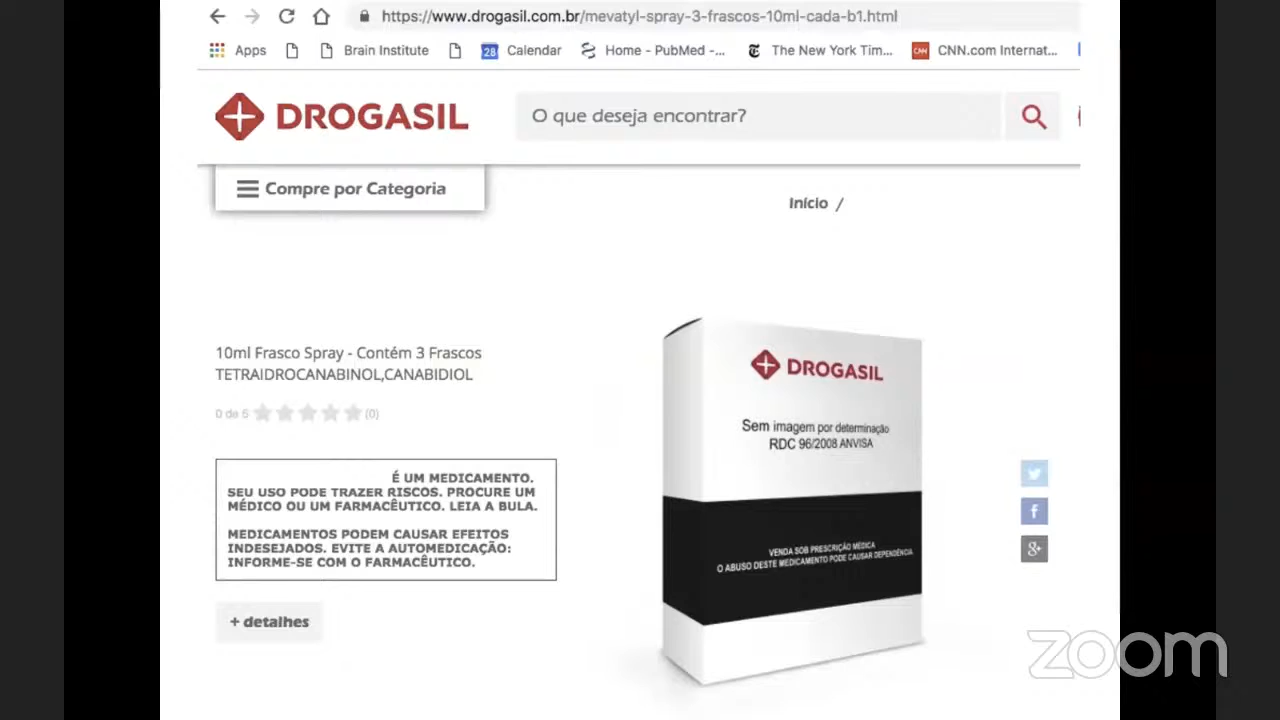 https://www.drogasil.com.br/mevatyl-spray-3-frascos-10ml-cada-b1.html
Apps Brain Institute 28 Calendar Home - PubMed -... The New York Tim... CNN CNN.com Internat...
DROGASIL
O que deseja encontrar?
Compre por Categoria
Início /
10ml Frasco Spray - Contém 3 Frascos
TETRAIDROCANABINOL,CANABIDIOL
0 de 5 (0)
É UM MEDICAMENTO.
SEU USO PODE TRAZER RISCOS. PROCURE UM
MÉDICO OU UM FARMACÊUTICO. LEIA A BULA.
MEDICAMENTOS PODEM CAUSAR EFEITOS
INDESEJADOS. EVITE A AUTOMEDICAÇÃO:
INFORME-SE COM O FARMACÊUTICO.
+ detalhes
DROGASIL
Sem imagem por determinação
RDC 96/2008 ANVISA
VENDA SOB PRESCRIÇÃO MÉDICA
O ABUSO DESTE MEDICAMENTO PODE CAUSAR DEPENDÊNCIA
f
g+
zoom